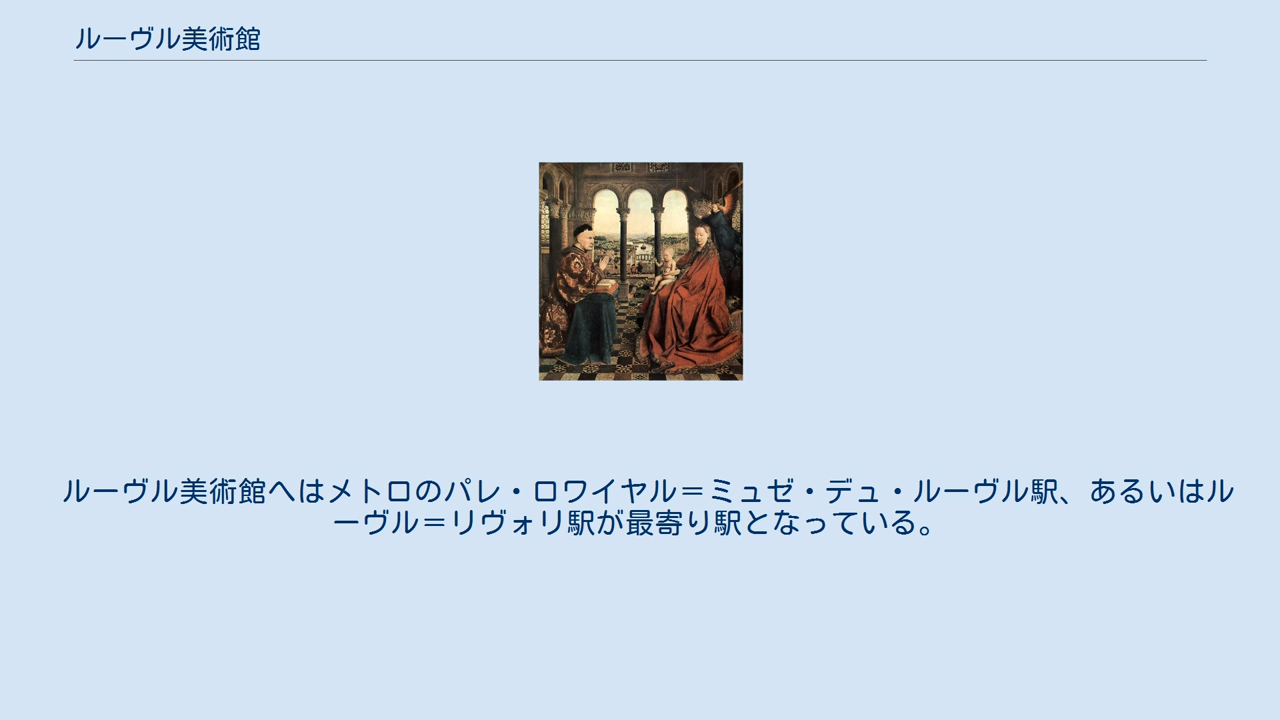 ルーヴル美術館
ルーヴル美術館へはメトロのパレ・ロワイヤル＝ミュゼ・デュ・ルーヴル駅、あるいはル
ーヴル＝リヴォリ駅が最寄り駅となっている。